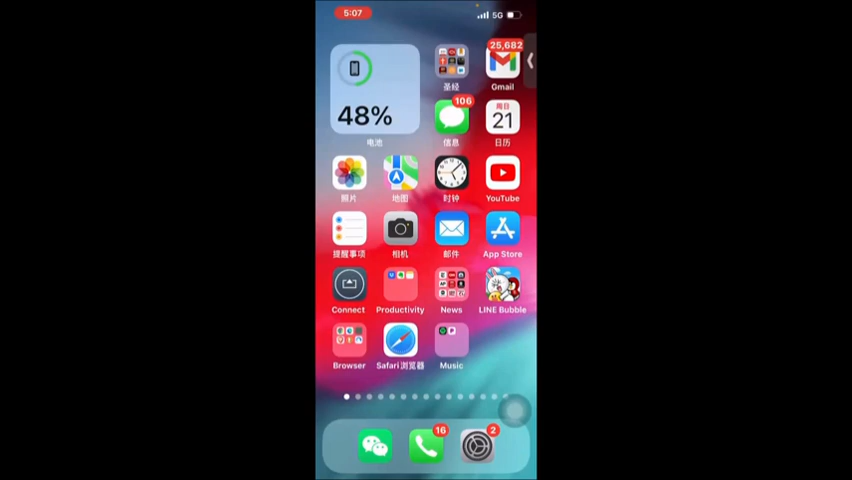 5:07
5G
48%
电池
圣经
25,682
Gmail
106
信息
周日
21
日历
照片
地图
时钟
YouTube
提醒事项
相机
邮件
App Store
Connect
Productivity
News
LINE Bubble
Browser
Safari浏览器
Music
16
2